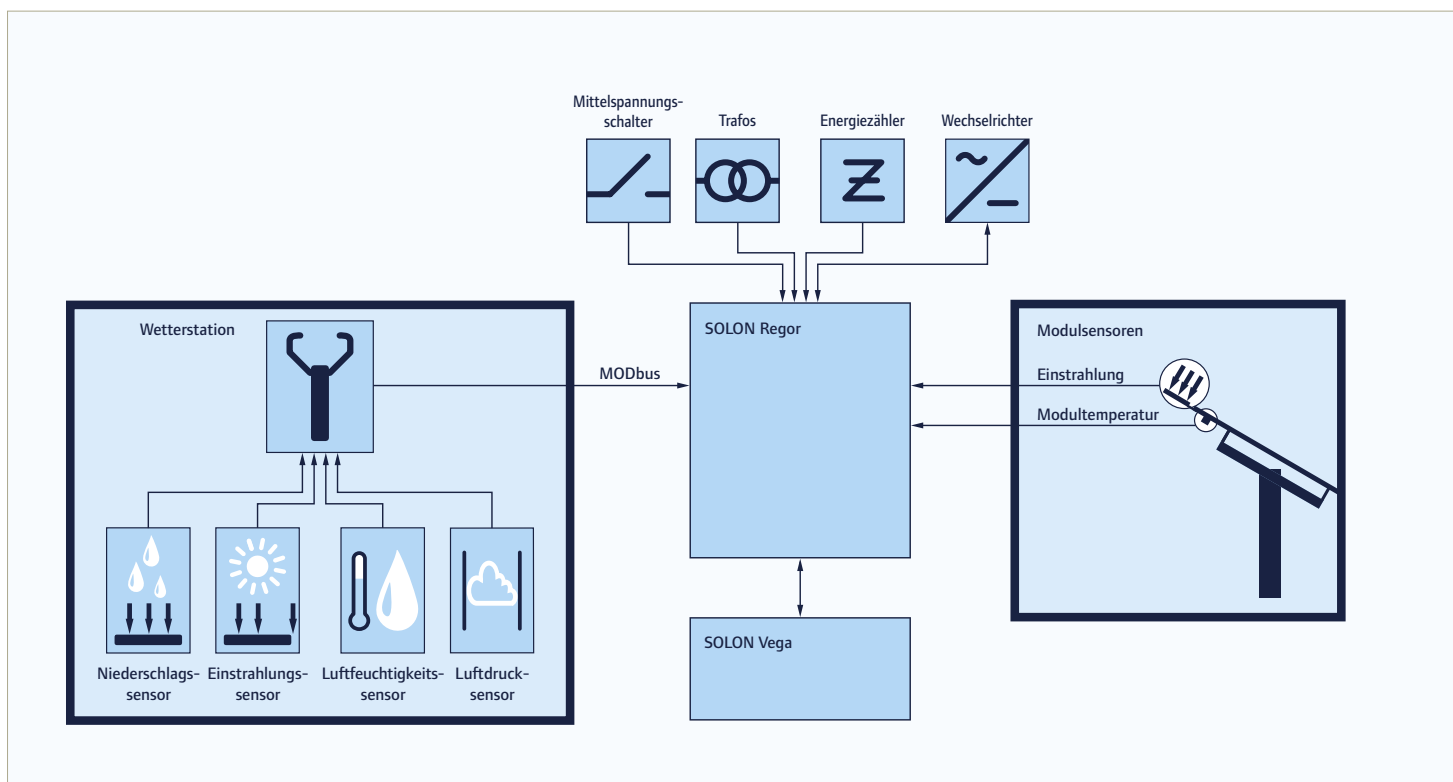 Mittelspannungs-
schalter
Trafos
Energiezähler
Wechselrichter
Wetterstation
MODbus
SOLON Regor
Modulsensoren
Einstrahlung
Modultemperatur
SOLON Vega
Niederschlags-
sensor
Einstrahlungs-
sensor
Luftfeuchtigkeits-
sensor
Luftdruck-
sensor